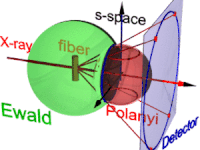 s-space
X-ray
fiber
Ewald
Polanyi
Detector